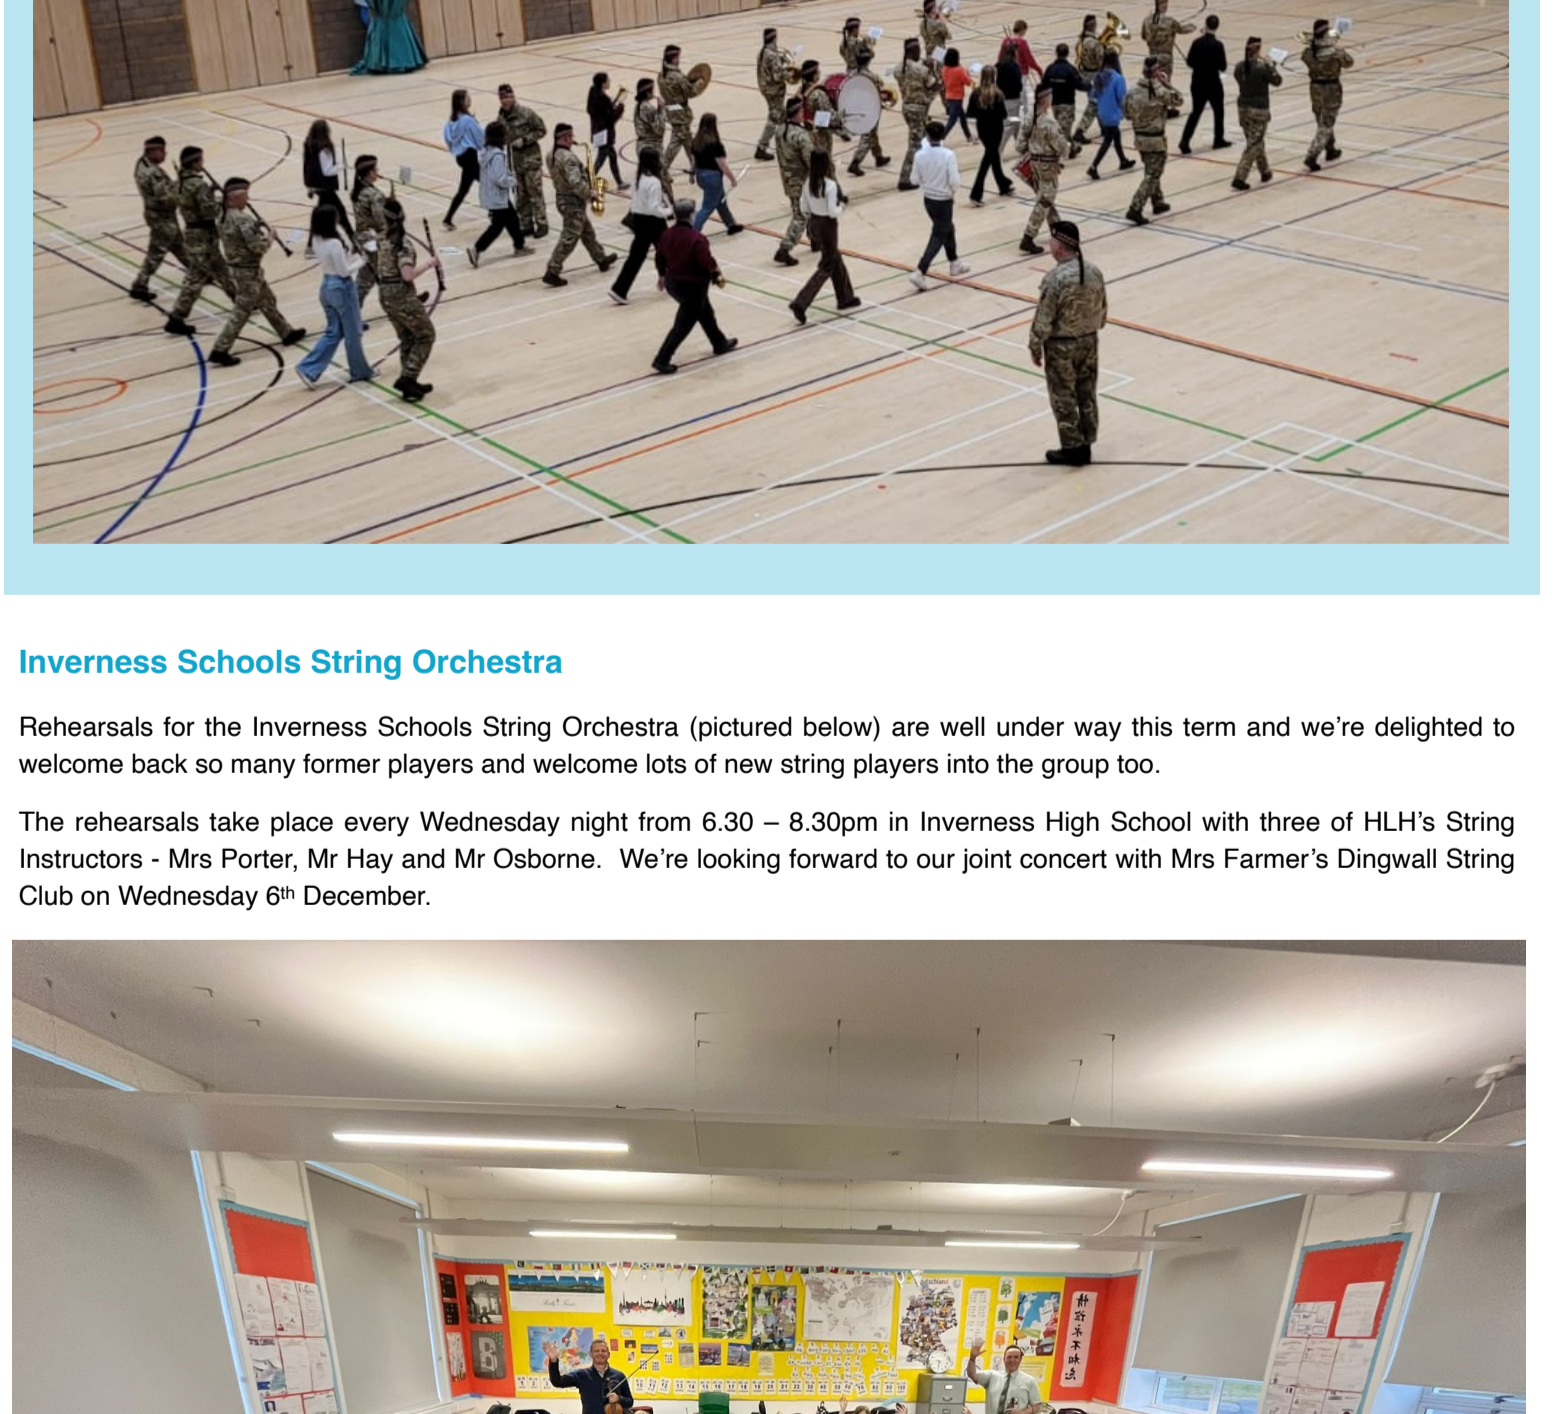 Inverness Schools String Orchestra
Rehearsals for the Inverness Schools String Orchestra (pictured below) are well under way this term and we’re delighted to
welcome back so many former players and welcome lots of new string players into the group too.
The rehearsals take place every Wednesday night from 6.30 – 8.30pm in Inverness High School with three of HLH’s String
Instructors - Mrs Porter, Mr Hay and Mr Osborne.  We’re looking forward to our joint concert with Mrs Farmer’s Dingwall String
Club on Wednesday 6th December.